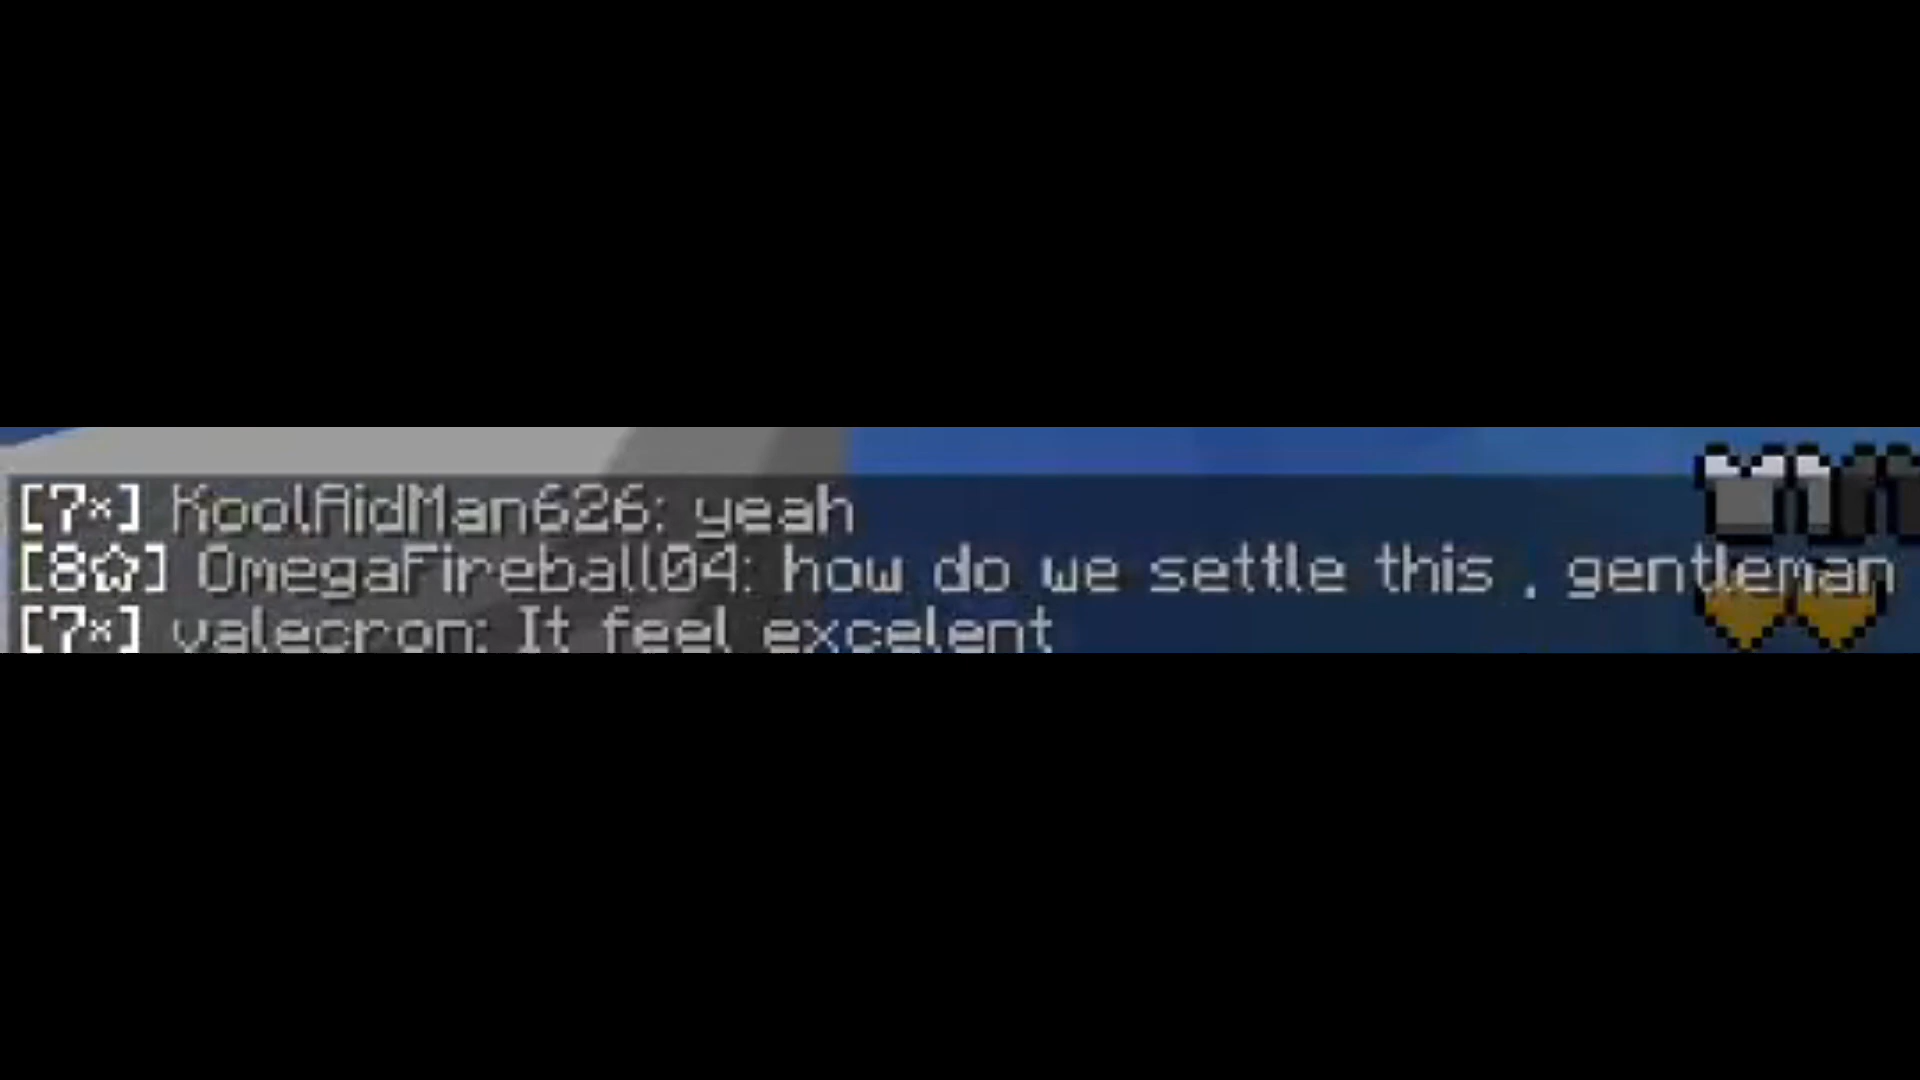 [7×] KoolAidMan626: yeah
[8✩] OmegaFireball04: how do we settle this , gentleman
[7×] valecron: It feel excelent